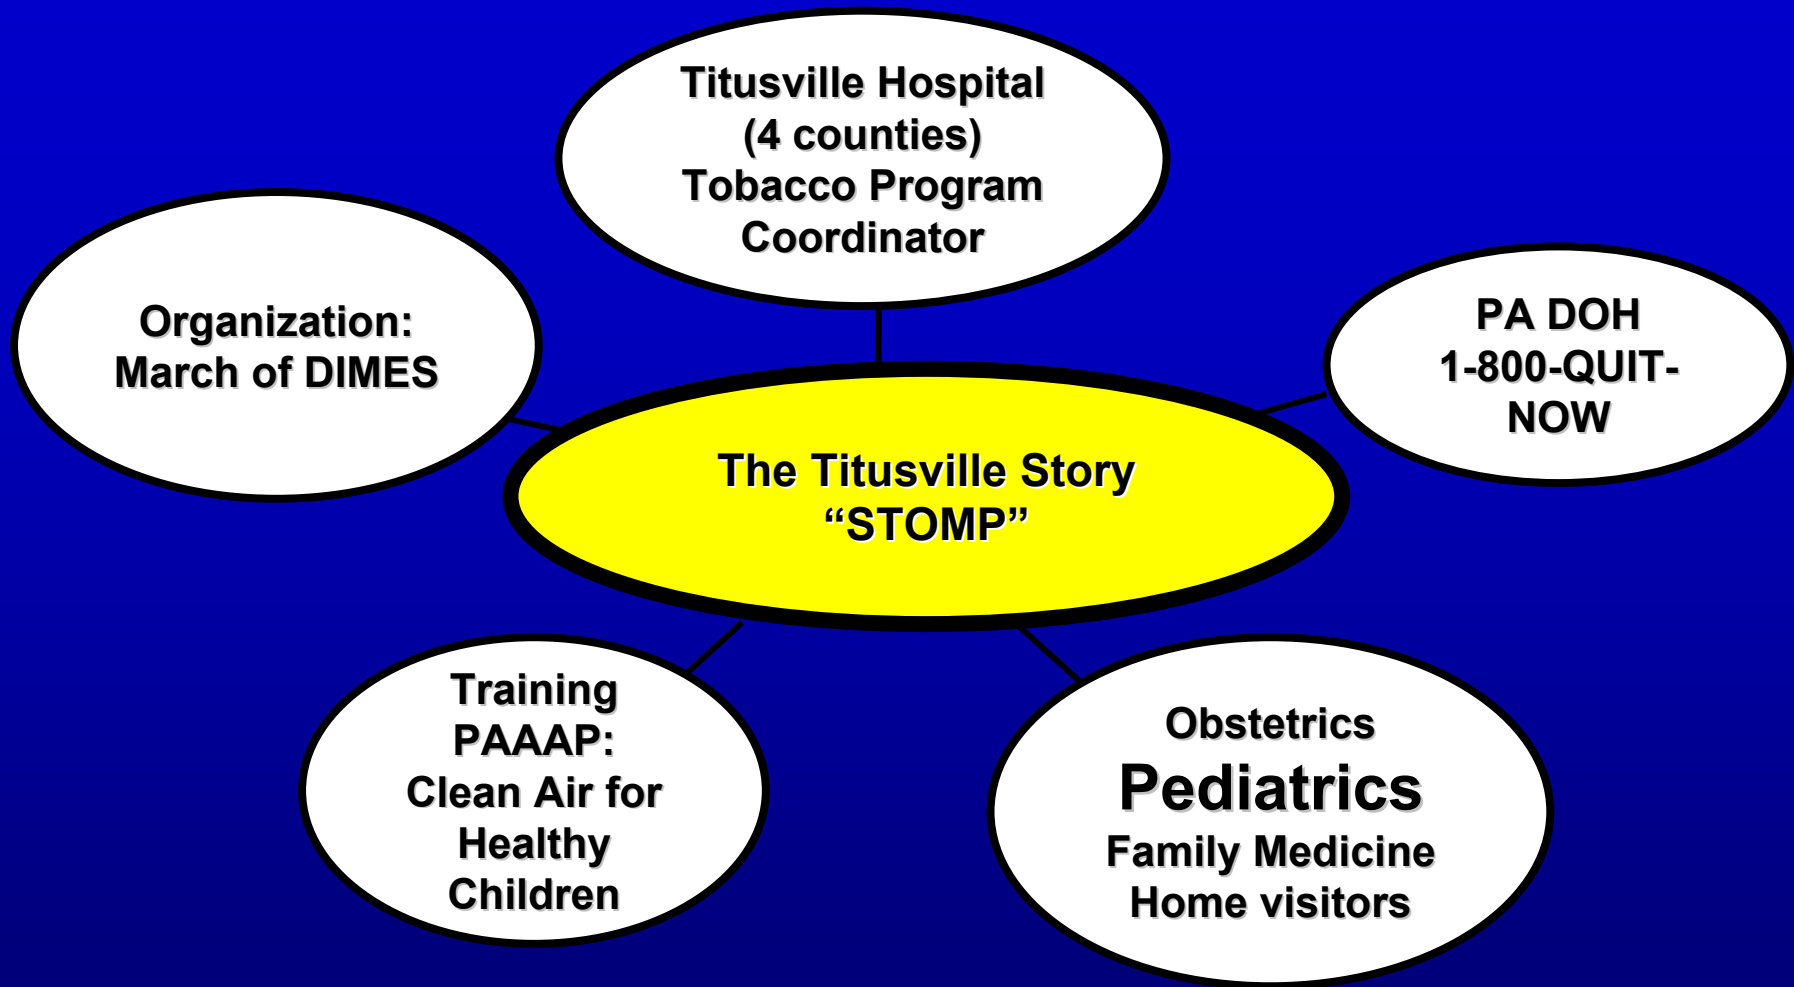 Titusville Hospital
(4 counties)
Tobacco Program
Coordinator
Organization:
March of DIMES
PA DOH
1-800-QUIT-
NOW
The Titusville Story
“STOMP”
Training
PAAAP:
Clean Air for
Healthy
Children
Obstetrics
Pediatrics
Family Medicine
Home visitors